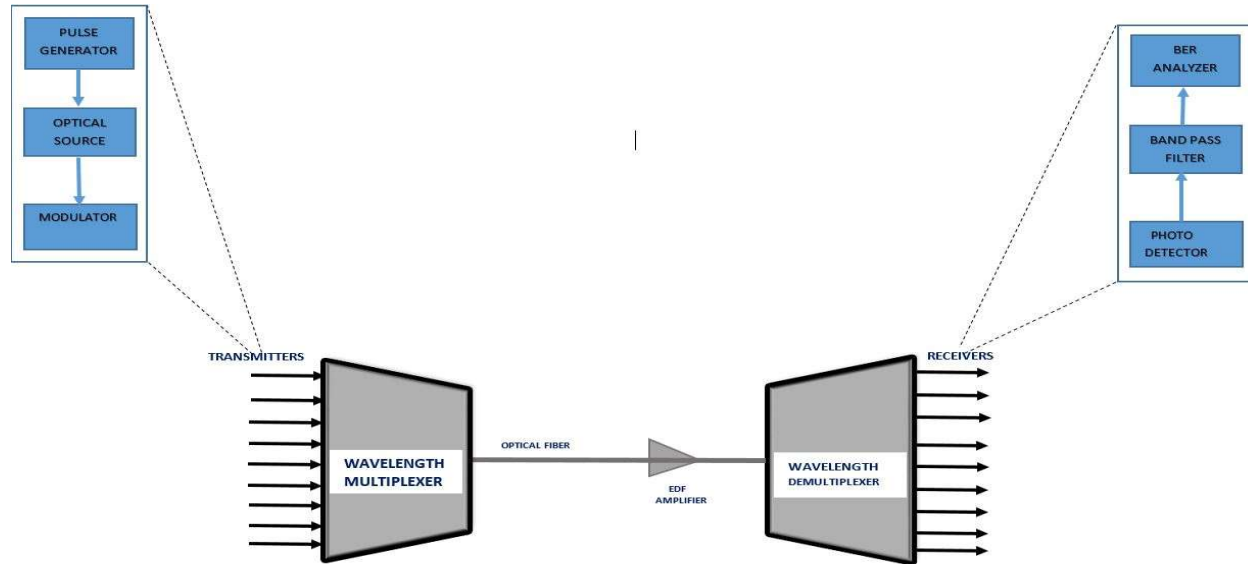 PULSE
GENERATOR
OPTICAL
SOURCE
MODULATOR
BER
ANALYZER
BAND PASS
FILTER
PHOTO
DETECTOR
TRANSMITTERS
RECEIVERS
WAVELENGTH
MULTIPLEXER
OPTICAL FIBER
EDF
AMPLIFIER
WAVELENGTH
DEMULTIPLEXER